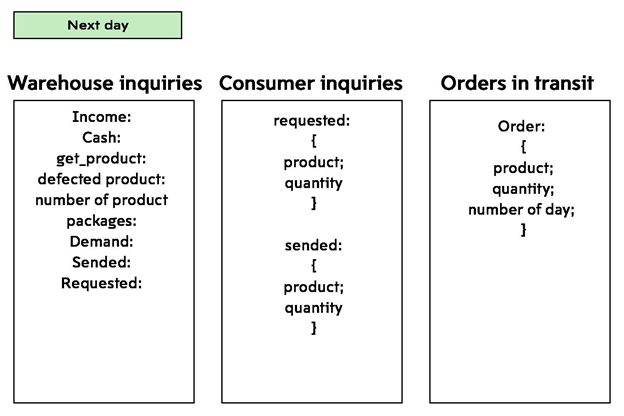 Next day
Warehouse inquiries
Income:
Cash:
get_product:
defected product:
number of product
packages:
Demand:
Sended:
Requested:
Consumer inquiries
requested:
{
product;
quantity
}
sended:
{
product;
quantity
}
Orders in transit
Order:
{
product;
quantity;
number of day;
}